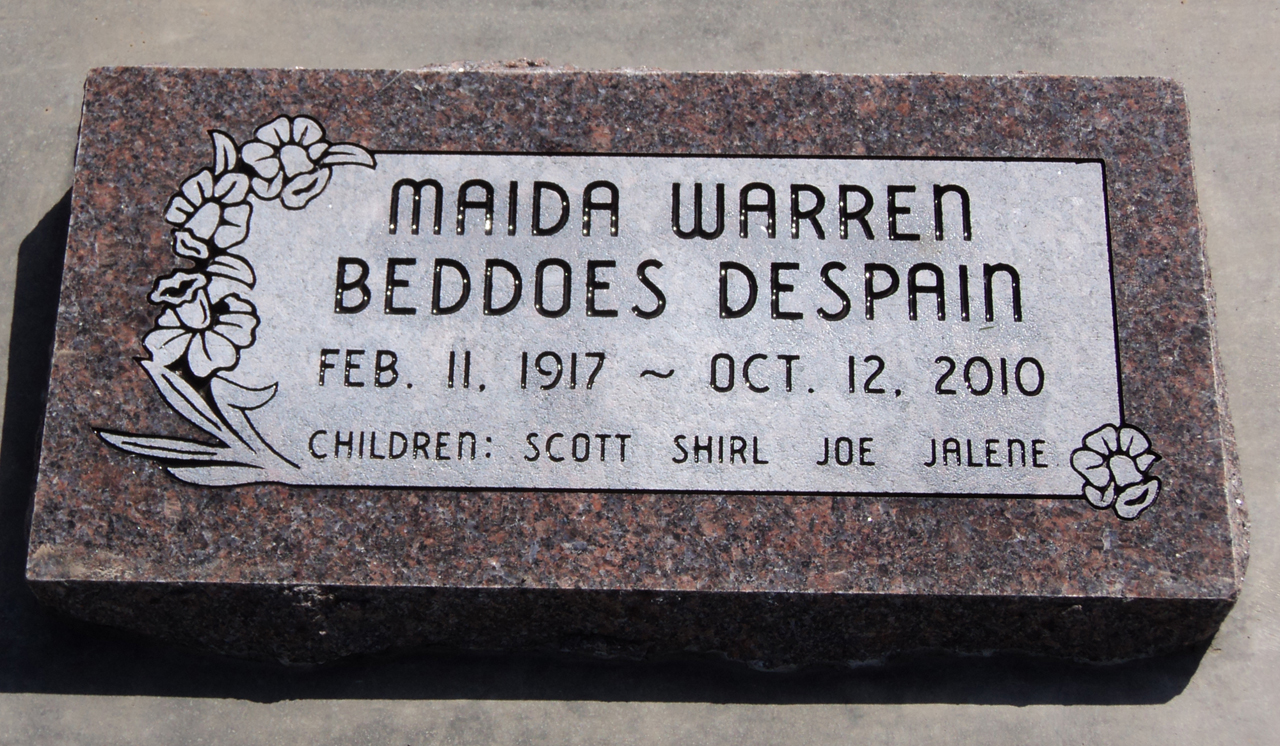 MAIDA WARREN
BEDDOES DESPAIN
FEB. 11, 1917 ~ OCT. 12, 2010
CHILDREN: SCOTT SHIRL JOE JALENE